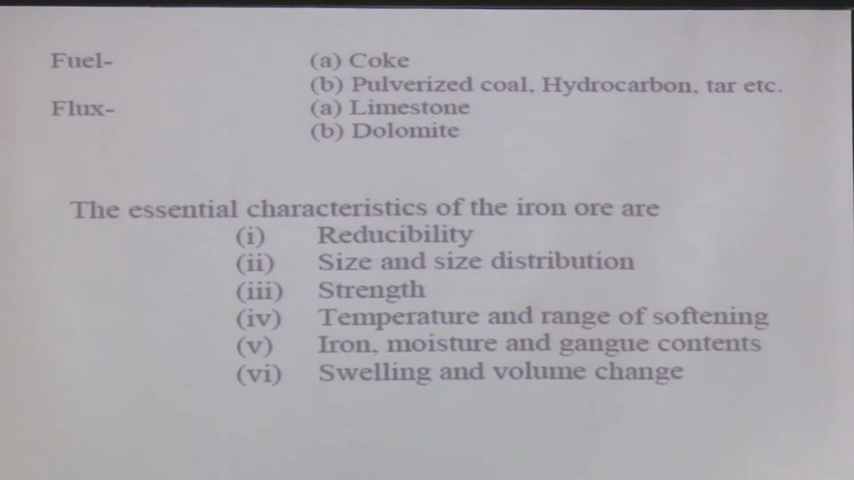 Fuel- (a) Coke
(b) Pulverized coal, Hydrocarbon, tar etc.
Flux- (a) Limestone
(b) Dolomite
The essential characteristics of the iron ore are
(i) Reducibility
(ii) Size and size distribution
(iii) Strength
(iv) Temperature and range of softening
(v) Iron, moisture and gangue contents
(vi) Swelling and volume change